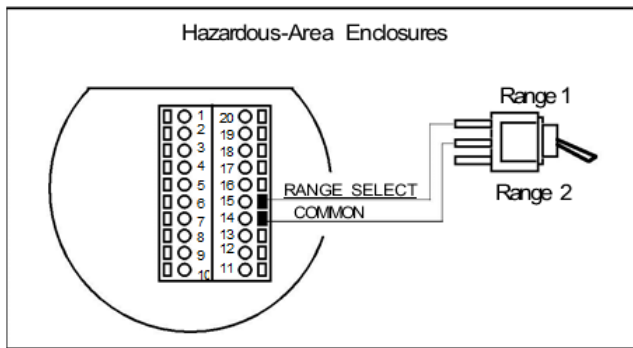 Hazardous-Area Enclosures
Range 1
1 20
2 19
3 18
4 17
5 16
6 15
7 14
8 13
9 12
10 11
RANGE SELECT
COMMON
Range 2